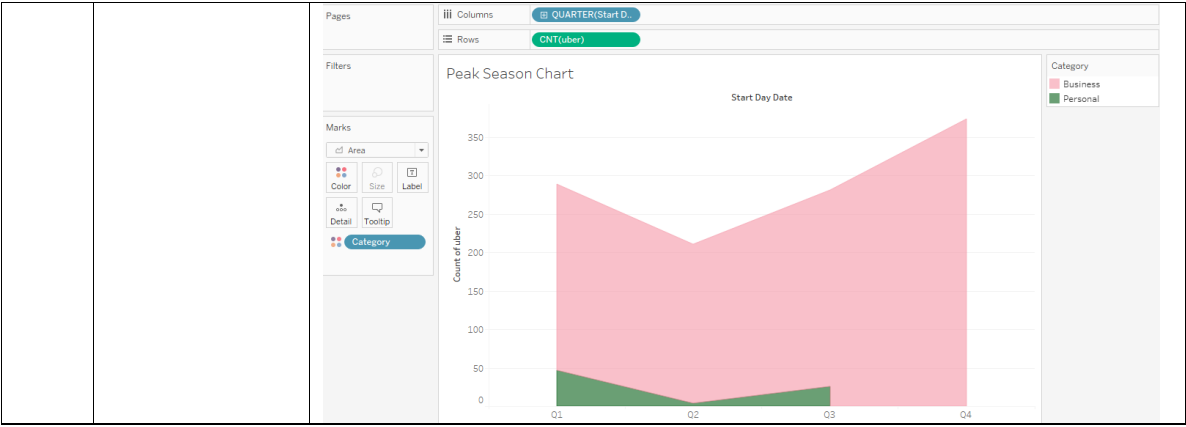 Pages
Columns
QUARTER(Start D..
Rows
CNT(uber)
Filters
Marks
Area
Color
Size
Label
Detail
Tooltip
Category
Peak Season Chart
Start Day Date
Count of uber
350
300
250
200
150
100
50
0
Q1
Q2
Q3
Q4
Category
Business
Personal